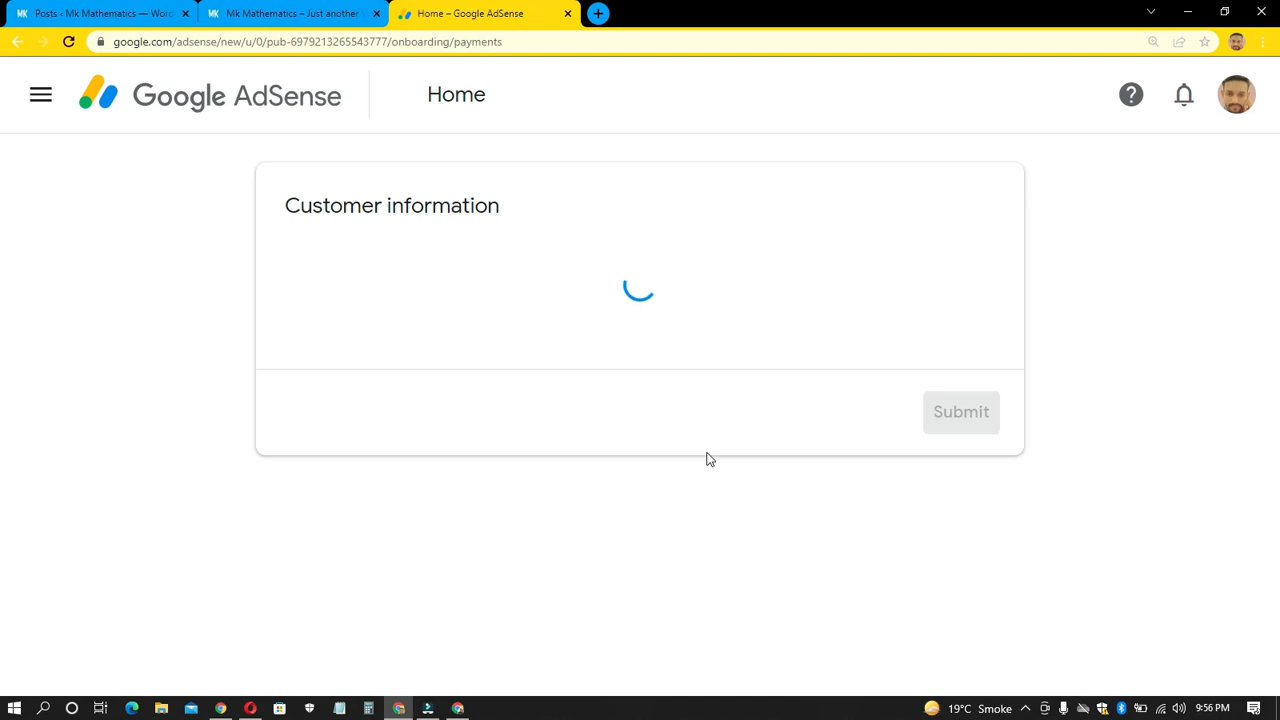 Posts ‹ Mk Mathematics — Word
Mk Mathematics – Just another
Home – Google AdSense
google.com/adsense/new/u/0/pub-6979213265543777/onboarding/payments
Google AdSense
Home
Customer information
Submit
19°C Smoke
9:56 PM